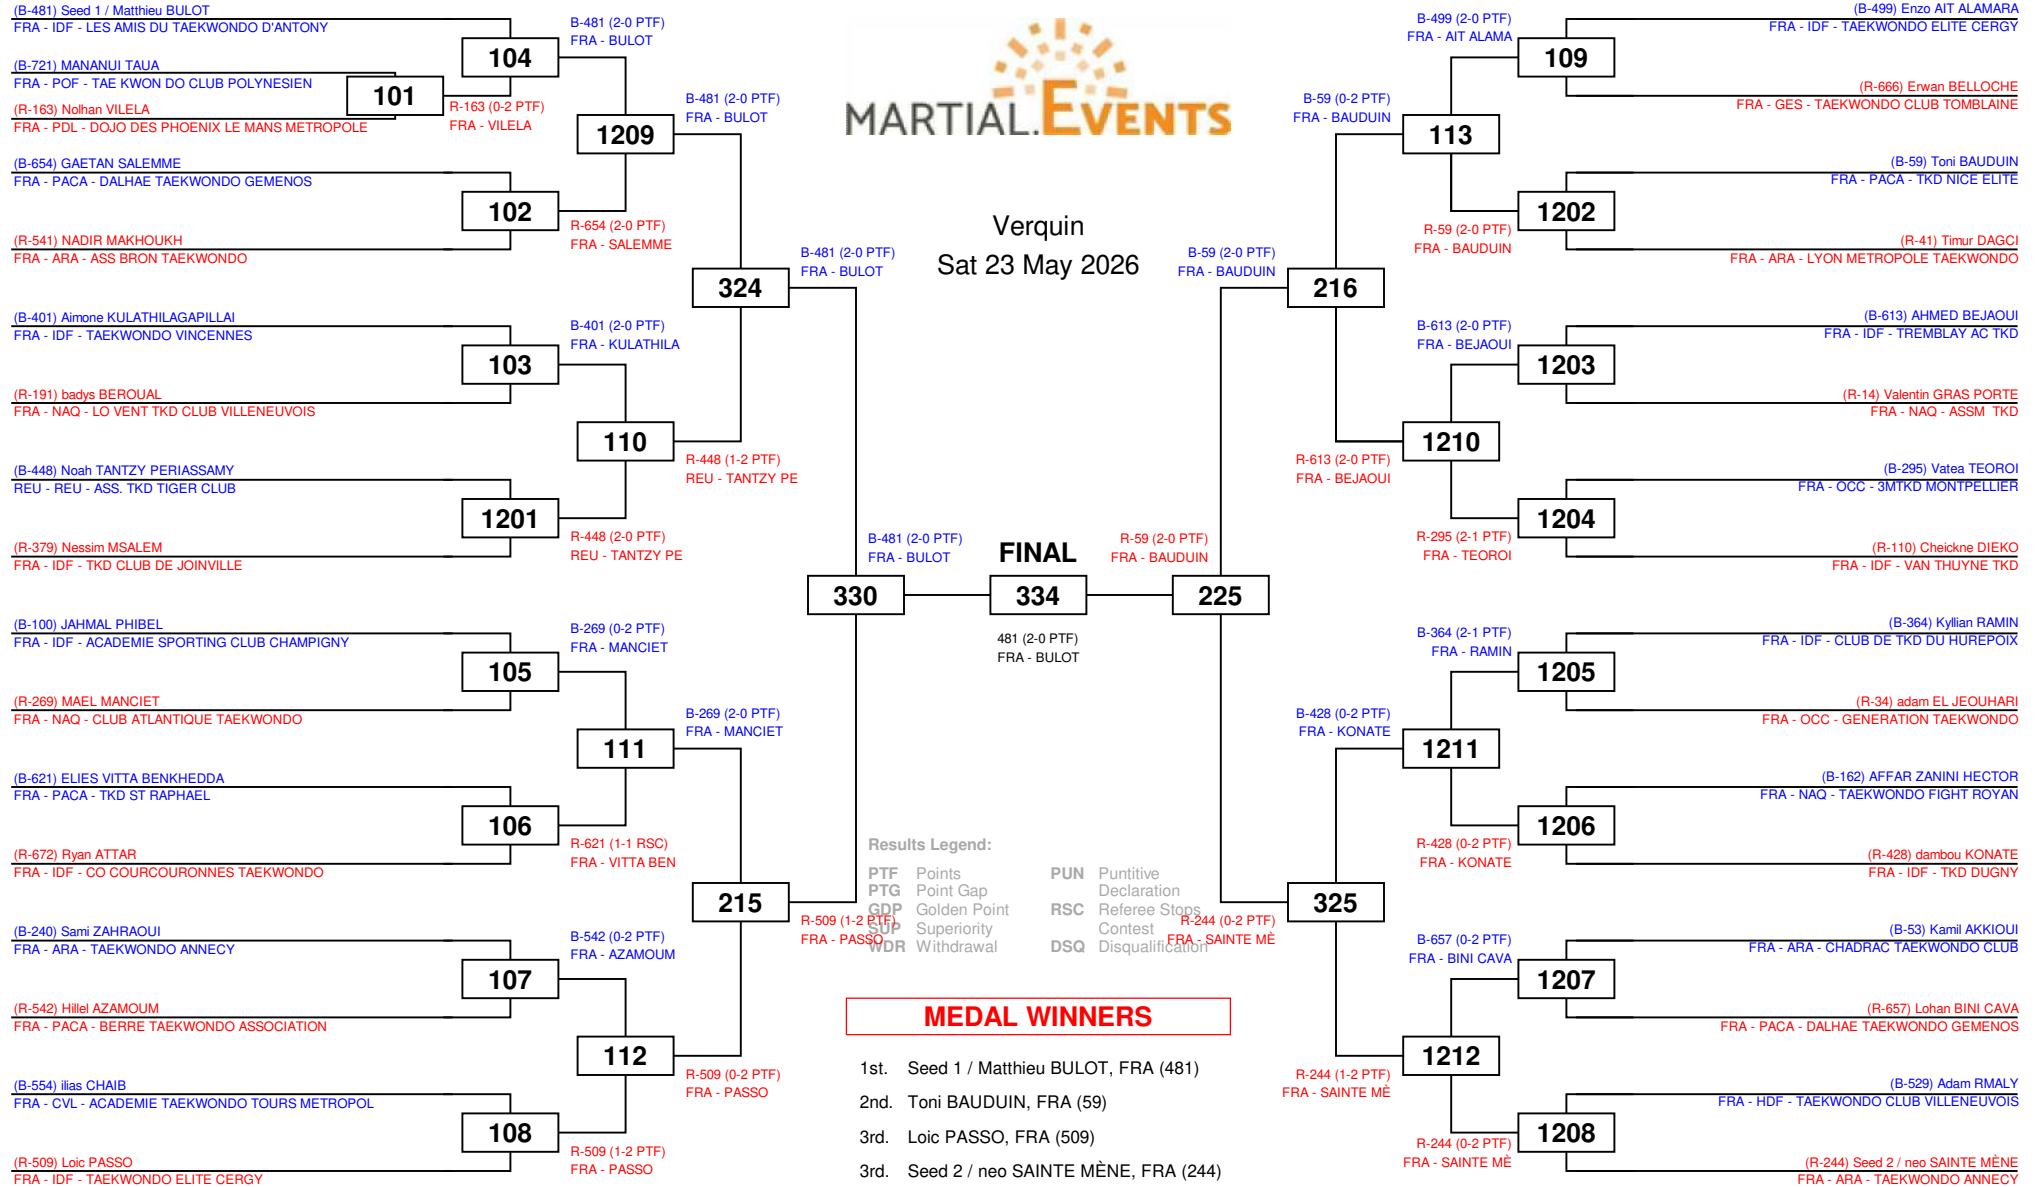 (B-481) Seed 1 / Matthieu BULOT
FRA - IDF - LES AMIS DU TAEKWONDO D'ANTONY
(B-721) MANANUI TAUA
FRA - POF - TAE KWON DO CLUB POLYNESIEN
(R-163) Nolhan VILELA
FRA - PDL - DOJO DES PHOENIX LE MANS METROPOLE
(B-654) GAETAN SALEMME
FRA - PACA - DALHAE TAEKWONDO GEMENOS
(R-541) NADIR MAKHOUKH
FRA - ARA - ASS BRON TAEKWONDO
(B-401) Aimone KULATHILAGAPILLAI
FRA - IDF - TAEKWONDO VINCENNES
(R-191) badys BEROUAL
FRA - NAQ - LO VENT TKD CLUB VILLENEUVOIS
(B-448) Noah TANTZY PERIASSAMY
REU - REU - ASS. TKD TIGER CLUB
(R-379) Nessim MSALEM
FRA - IDF - TKD CLUB DE JOINVILLE
(B-100) JAHMAL PHIBEL
FRA - IDF - ACADEMIE SPORTING CLUB CHAMPIGNY
(R-269) MAEL MANCIET
FRA - NAQ - CLUB ATLANTIQUE TAEKWONDO
(B-621) ELIES VITTA BENKHEDDA
FRA - PACA - TKD ST RAPHAEL
(R-672) Ryan ATTAR
FRA - IDF - CO COURCOURONNES TAEKWONDO
(B-240) Sami ZAHRAOUI
FRA - ARA - TAEKWONDO ANNECY
(R-542) Hillel AZAMOUM
FRA - PACA - BERRE TAEKWONDO ASSOCIATION
(B-554) ilias CHAIB
FRA - CVL - ACADEMIE TAEKWONDO TOURS METROPOL
(R-509) Loic PASSO
FRA - IDF - TAEKWONDO ELITE CERGY
101
R-163 (0-2 PTF)
FRA - VILELA
104
102
103
1201
105
106
107
108
B-481 (2-0 PTF)
FRA - BULOT
1209
R-654 (2-0 PTF)
FRA - SALEMME
B-401 (2-0 PTF)
FRA - KULATHILA
110
R-448 (2-0 PTF)
REU - TANTZY PE
B-269 (0-2 PTF)
FRA - MANCIET
111
R-621 (1-1 RSC)
FRA - VITTA BEN
B-542 (0-2 PTF)
FRA - AZAMOUM
112
R-509 (1-2 PTF)
FRA - PASSO
B-481 (2-0 PTF)
FRA - BULOT
324
R-448 (1-2 PTF)
REU - TANTZY PE
B-269 (2-0 PTF)
FRA - MANCIET
215
R-509 (0-2 PTF)
FRA - PASSO
B-481 (2-0 PTF)
FRA - BULOT
330
R-509 (1-2 PTF)
FRA - PASSO
MARTIAL.EVENTS
Verquin
Sat 23 May 2026
B-481 (2-0 PTF)
FRA - BULOT
FINAL
334
481 (2-0 PTF)
FRA - BULOT
R-59 (2-0 PTF)
FRA - BAUDUIN
Results Legend:
PTF Points
PTG Point Gap
GDP Golden Point
SUP Superiority
WDR Withdrawal
PUN Puntitive
Declaration
RSC Referee Stops
Contest
DSQ Disqualification
MEDAL WINNERS
1st. Seed 1 / Matthieu BULOT, FRA (481)
2nd. Toni BAUDUIN, FRA (59)
3rd. Loic PASSO, FRA (509)
3rd. Seed 2 / neo SAINTE MÈNE, FRA (244)
B-59 (2-0 PTF)
FRA - BAUDUIN
225
R-244 (0-2 PTF)
FRA - SAINTE MÈ
B-59 (0-2 PTF)
FRA - BAUDUIN
216
R-613 (2-0 PTF)
FRA - BEJAOUI
B-428 (0-2 PTF)
FRA - KONATE
325
R-244 (1-2 PTF)
FRA - SAINTE MÈ
B-499 (2-0 PTF)
FRA - AIT ALAMA
113
R-59 (2-0 PTF)
FRA - BAUDUIN
B-613 (2-0 PTF)
FRA - BEJAOUI
1210
R-295 (2-1 PTF)
FRA - TEOROI
B-364 (2-1 PTF)
FRA - RAMIN
1211
R-428 (0-2 PTF)
FRA - KONATE
B-657 (0-2 PTF)
FRA - BINI CAVA
1212
R-244 (0-2 PTF)
FRA - SAINTE MÈ
109
1202
1203
1204
1205
1206
1207
1208
(B-499) Enzo AIT ALAMARA
FRA - IDF - TAEKWONDO ELITE CERGY
(R-666) Erwan BELLOCHE
FRA - GES - TAEKWONDO CLUB TOMBLAINE
(B-59) Toni BAUDUIN
FRA - PACA - TKD NICE ELITE
(R-41) Timur DAGCI
FRA - ARA - LYON METROPOLE TAEKWONDO
(B-613) AHMED BEJAOUI
FRA - IDF - TREMBLAY AC TKD
(R-14) Valentin GRAS PORTE
FRA - NAQ - ASSM TKD
(B-295) Vatea TEOROI
FRA - OCC - 3MTKD MONTPELLIER
(R-110) Cheickne DIEKO
FRA - IDF - VAN THUYNE TKD
(B-364) Kyllian RAMIN
FRA - IDF - CLUB DE TKD DU HUREPOIX
(R-34) adam EL JEOUHARI
FRA - OCC - GENERATION TAEKWONDO
(B-162) AFFAR ZANINI HECTOR
FRA - NAQ - TAEKWONDO FIGHT ROYAN
(R-428) dambou KONATE
FRA - IDF - TKD DUGNY
(B-53) Kamil AKKIOUI
FRA - ARA - CHADRAC TAEKWONDO CLUB
(R-657) Lohan BINI CAVA
FRA - PACA - DALHAE TAEKWONDO GEMENOS
(B-529) Adam RMALY
FRA - HDF - TAEKWONDO CLUB VILLENEUVOIS
(R-244) Seed 2 / neo SAINTE MÈNE
FRA - ARA - TAEKWONDO ANNECY